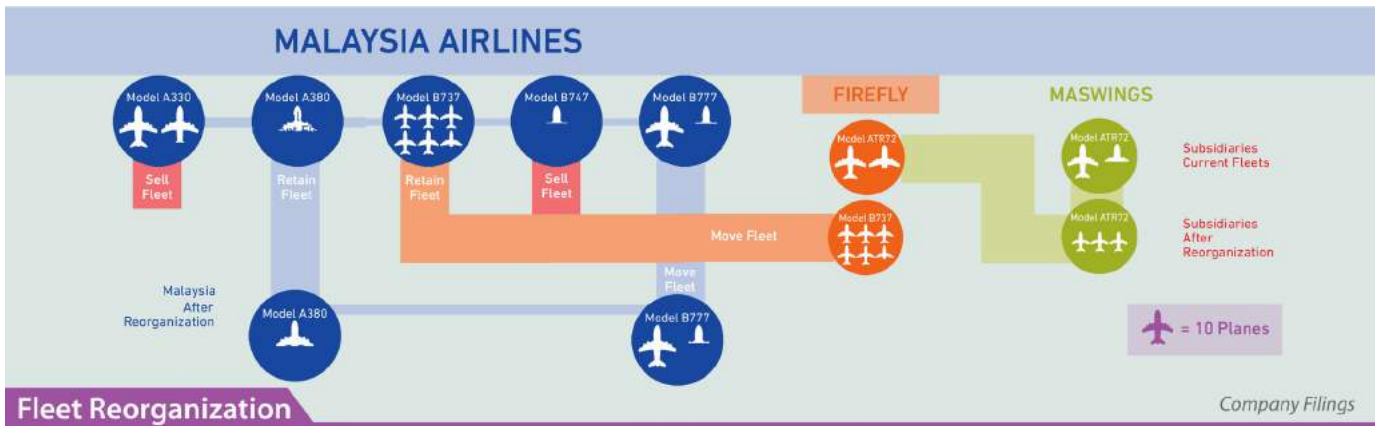 MALAYSIA AIRLINES
Model A330
Model A380
Model B737
Model B747
Model B777
FIREFLY
MASWINGS
Model ATR72
Model ATR72
Subsidiaries
Current Fleets
Sell
Fleet
Retain
Fleet
Retain
Fleet
Sell
Fleet
Move Fleet
Model B737
Model ATR72
Subsidiaries
After
Reorganization
Move
Fleet
Malaysia
After
Reorganization
Model A380
Model B777
= 10 Planes
Fleet Reorganization
Company Filings